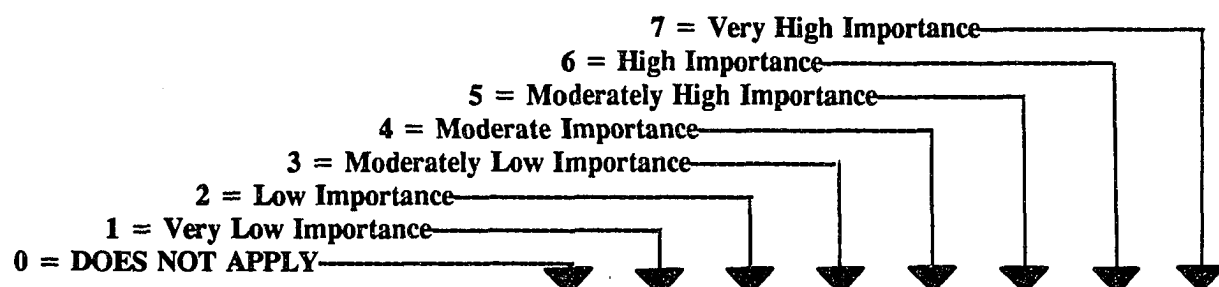 7 = Very High Importance
6 = High Importance
5 = Moderately High Importance
4 = Moderate Importance
3 = Moderately Low Importance
2 = Low Importance
1 = Very Low Importance
0 = DOES NOT APPLY